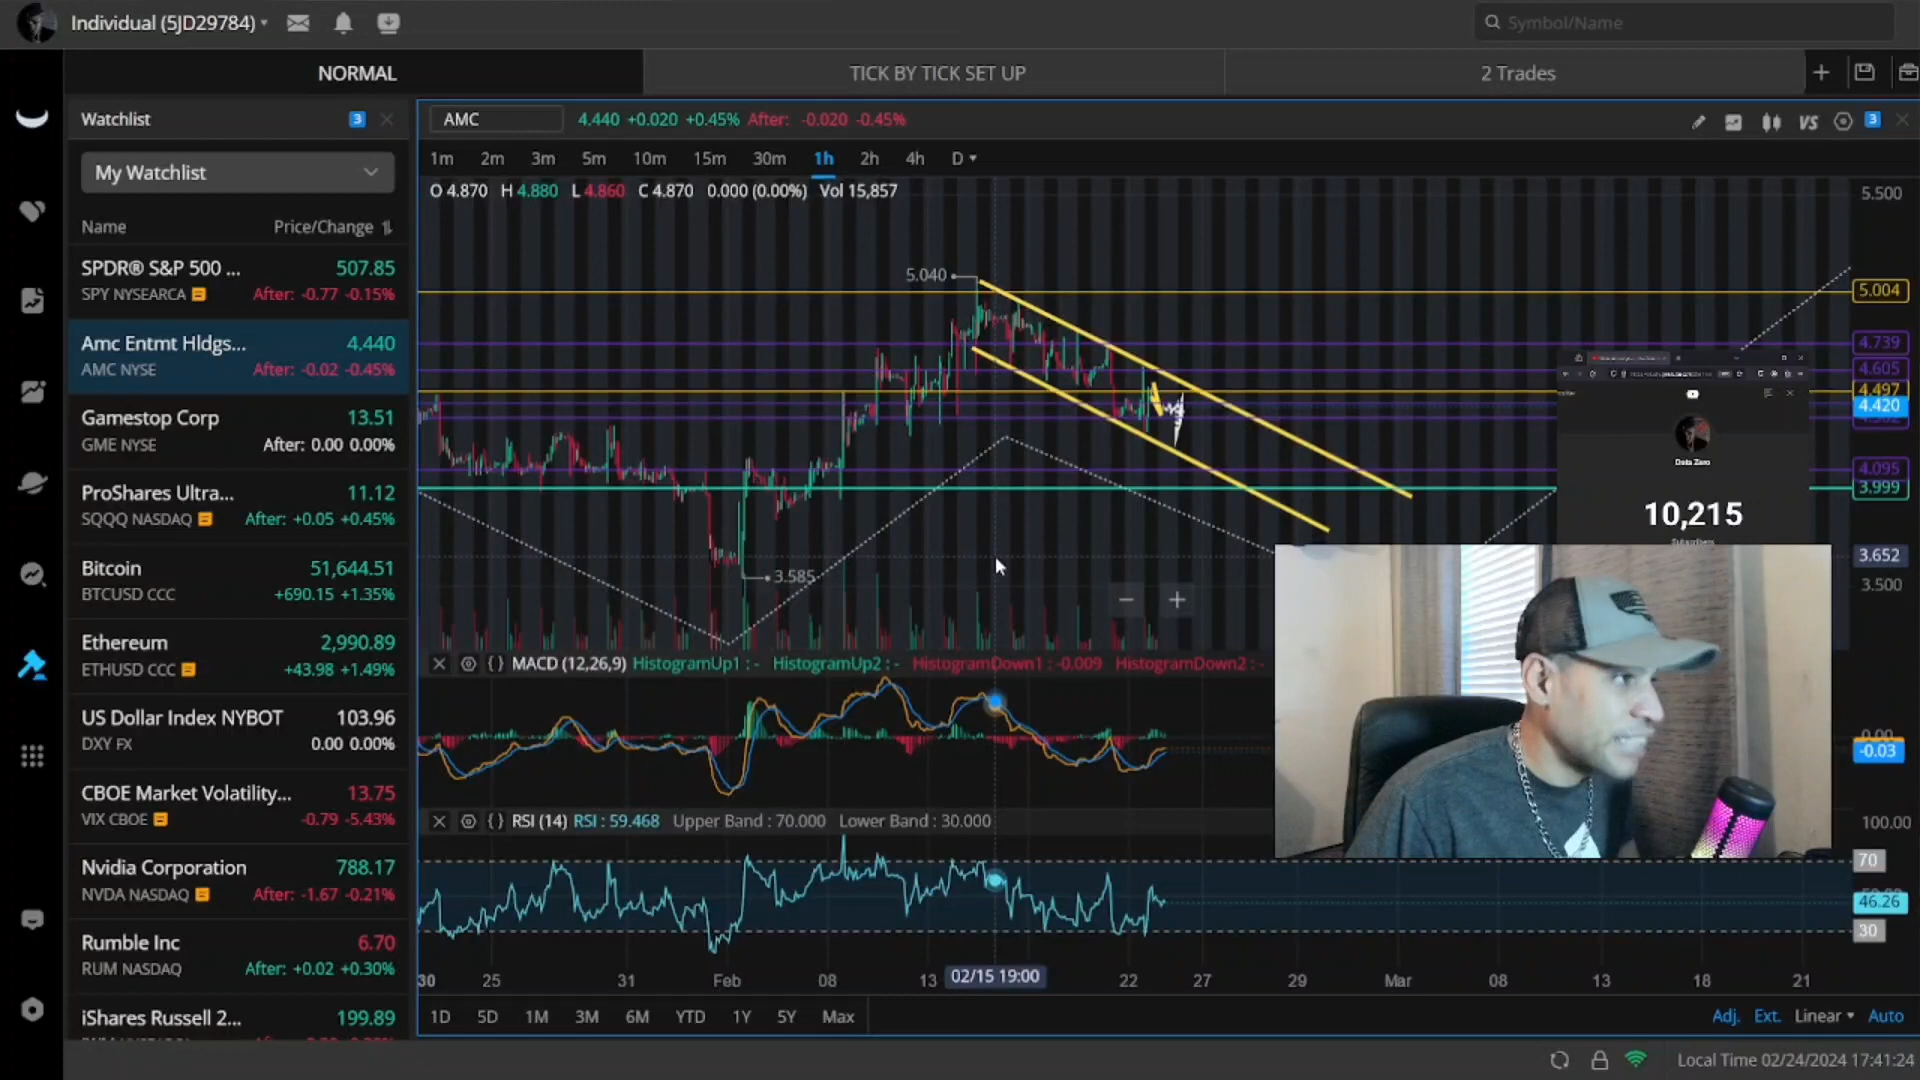 Individual (5JD29784)
Symbol/Name
NORMAL
TICK BY TICK SET UP
2 Trades
Watchlist
3
My Watchlist
Name
Price/Change
SPDR® S&P 500 ...
507.85
SPY NYSEARCA
After: -0.77 -0.15%
Amc Entmt Hldgs...
4.440
AMC NYSE
After: -0.02 -0.45%
Gamestop Corp
13.51
GME NYSE
After: 0.00 0.00%
ProShares Ultra...
11.12
SQQQ NASDAQ
After: +0.05 +0.45%
Bitcoin
51,644.51
BTCUSD CCC
+690.15 +1.35%
Ethereum
2,990.89
ETHUSD CCC
+43.98 +1.49%
US Dollar Index NYBOT
103.96
DXY FX
0.00 0.00%
CBOE Market Volatility...
13.75
VIX CBOE
-0.79 -5.43%
Nvidia Corporation
788.17
NVDA NASDAQ
After: -1.67 -0.21%
Rumble Inc
6.70
RUM NASDAQ
After: +0.02 +0.30%
iShares Russell 2...
199.89
AMC
4.440 +0.020 +0.45% After: -0.020 -0.45%
VS
3
1m 2m 3m 5m 10m 15m 30m 1h 2h 4h D
O 4.870 H 4.880 L 4.860 C 4.870 0.000 (0.00%) Vol 15,857
5.500
5.040
5.004
4.739
4.605
4.497
4.420
4.095
3.999
3.652
3.585
3.500
Data Zero
10,215
Subscribers
MACD (12,26,9) HistogramUp1 : - HistogramUp2 : - HistogramDown1 : -0.009 HistogramDown2 : -
-0.03
RSI (14) RSI : 59.468 Upper Band : 70.000 Lower Band : 30.000
100.00
70
46.26
30
30 25 31 Feb 08 13 02/15 19:00 22 27 29 Mar 08 13 18 21
1D 5D 1M 3M 6M YTD 1Y 5Y Max
Adj. Ext. Linear Auto
Local Time 02/24/2024 17:41:24